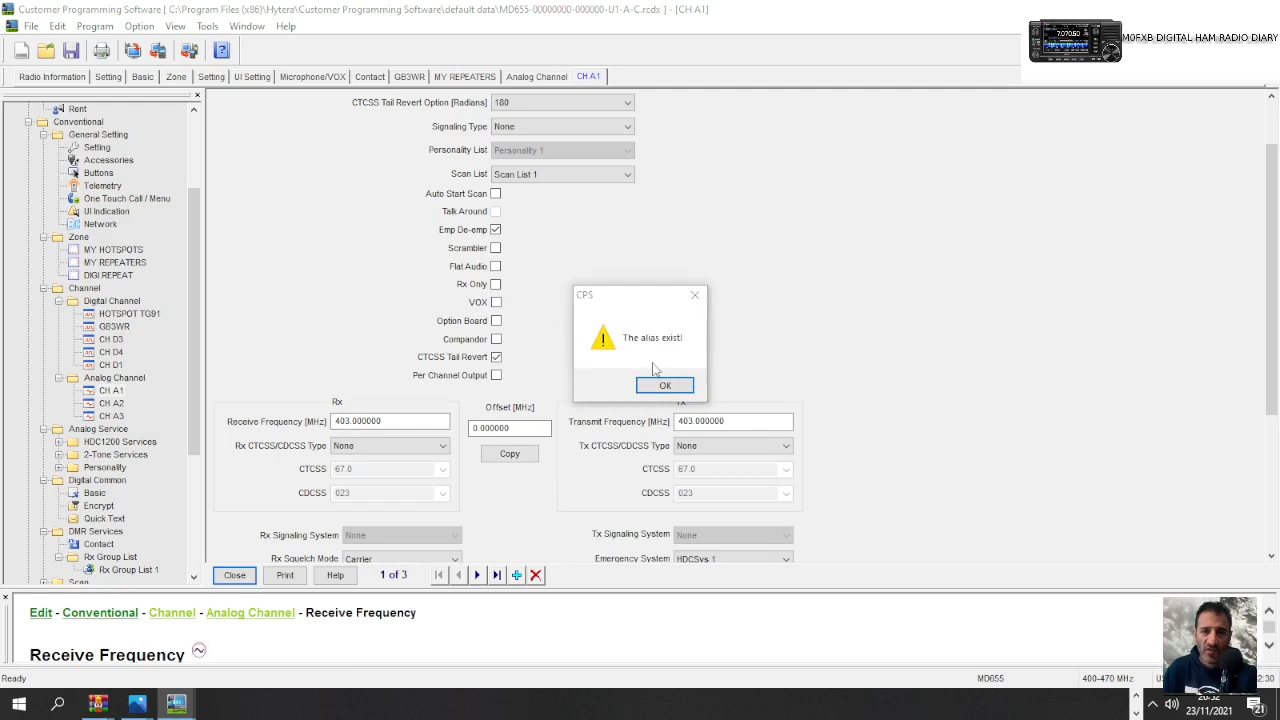 Customer Programming Software [ C:\Program Files (x86)\Hytera\Customer Programming Software\default data\MD6x5-00000000-000000-U1-A-C.rcdx ] - [CH A1]
File Edit Program Option View Tools Window Help
7.070.50
M0FXB DIGITAL HAM RADIO DIARY
Radio Information Setting Basic Zone Setting UI Setting GB3WR MY REPEATERS Analog Channel CH A1
Rent
Conventional
General Setting
Setting
Accessories
Buttons
Telemetry
One Touch Call / Menu
UI Indication
Network
Zone
MY HOTSPOTS
MY REPEATERS
DIGI REPEAT
Channel
Digital Channel
HOTSPOT TG91
GB3WR
CH D3
CH D4
CH D1
Analog Channel
CH A1
CH A2
CH A3
Analog Service
HDC1200 Services
2-Tone Services
Personality
Digital Common
Basic
Encrypt
Quick Text
DMR Services
Contact
Rx Group List
Rx Group List 1
Scan
CTCSS Tail Revert Option [Radians] 180
Signaling Type None
Personality List Personality 1
Scan List Scan List 1
Auto Start Scan
Talk Around
Emp De-emp
Scrambler
Flat Audio
Rx Only
VOX
Option Board
Compandor
CTCSS Tail Revert
Per Channel Output
CPS
The alias exist!
OK
Rx
Receive Frequency [MHz] 403.000000
Rx CTCSS/CDCSS Type None
CTCSS 67.0
CDCSS 023
Offset [MHz]
0.000000
Copy
Tx
Transmit Frequency [MHz] 403.000000
Tx CTCSS/CDCSS Type None
CTCSS 67.0
CDCSS 023
Rx Signaling System None
Tx Signaling System None
Rx Squelch Mode Carrier
Emergency System HDCSys 1
Close Print Help 1 of 3
Edit - Conventional - Channel - Analog Channel - Receive Frequency
Receive Frequency
Ready MD655 400-470 MHz
23/11/2021 21